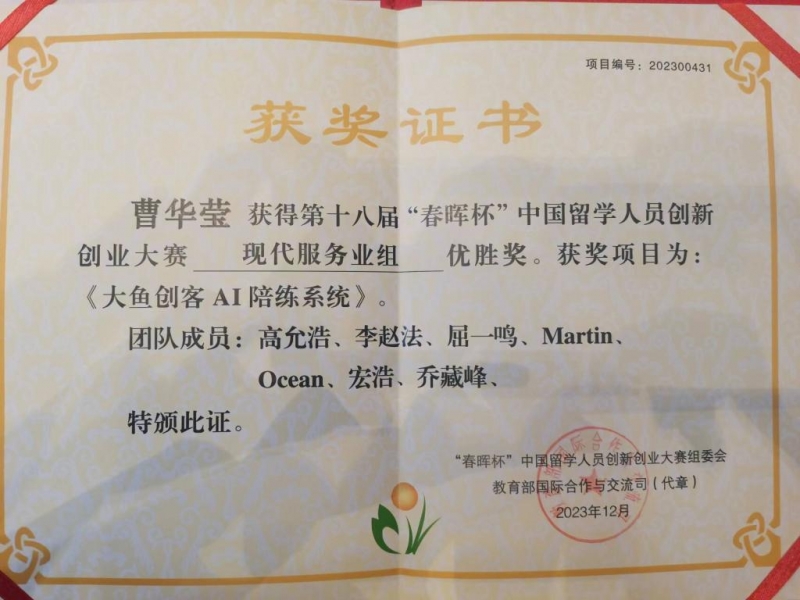 项目编号：202300431
获奖证书
曹华莹 获得第十八届“春晖杯”中国留学人员创新
创业大赛 现代服务业组 优胜奖。获奖项目为：
《大鱼创客 AI 陪练系统》。
团队成员：高允浩、李赵法、屈一鸣、Martin、
Ocean、宏浩、乔藏峰、
特颁此证。
“春晖杯”中国留学人员创新创业大赛组委会
教育部国际合作与交流司（代章）
2023年12月